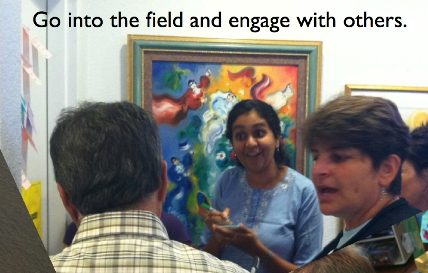 Go into the field and engage with others.